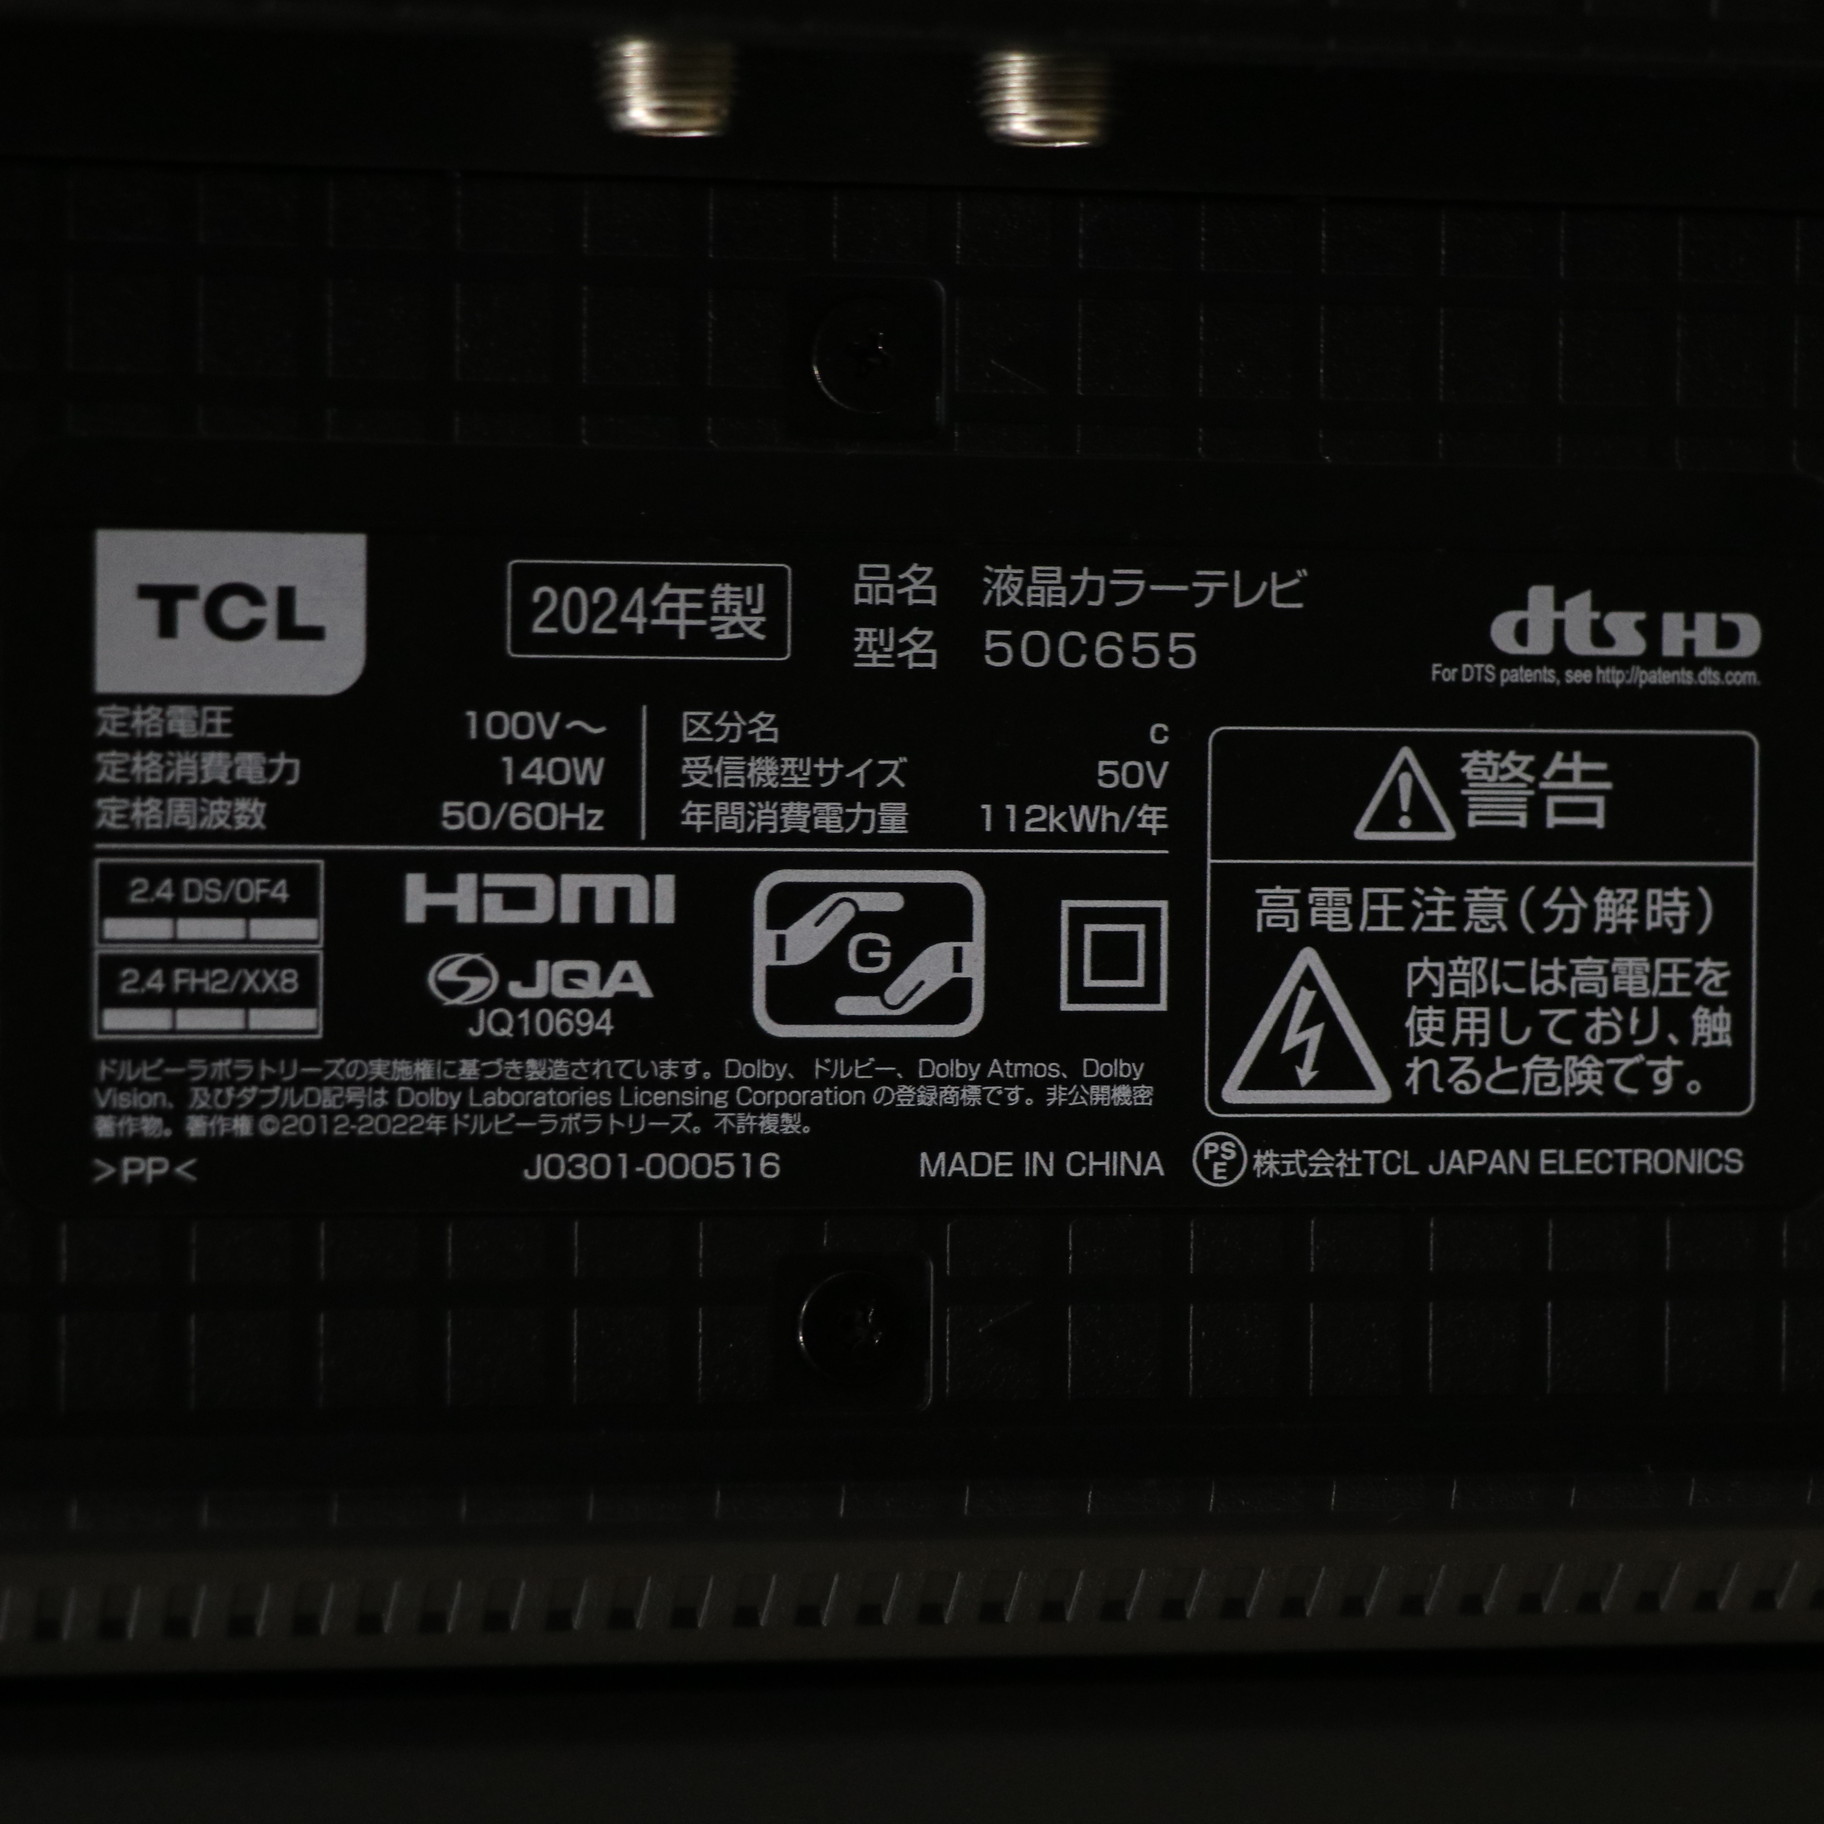 TCL
2024年製
品名 液晶カラーテレビ
型名 50C655
dts HD
For DTS patents, see http://patents.dts.com.
定格電圧 100V～
定格消費電力 140W
定格周波数 50/60Hz
区分名 c
受信機型サイズ 50V
年間消費電力量 112kWh/年
警告
高電圧注意（分解時）
内部には高電圧を
使用しており、触
れると危険です。
2.4 DS/OF4
2.4 FH2/XX8
HDMI
JQA
JQ10694
G
ドルビーラボラトリーズの実施権に基づき製造されています。Dolby、ドルビー、Dolby Atmos、Dolby
Vision、及びダブルD記号は Dolby Laboratories Licensing Corporation の登録商標です。非公開機密
著作物。著作権 ©2012-2022年ドルビーラボラトリーズ。不許複製。
>PP< J0301-000516 MADE IN CHINA
PS
E
株式会社TCL JAPAN ELECTRONICS